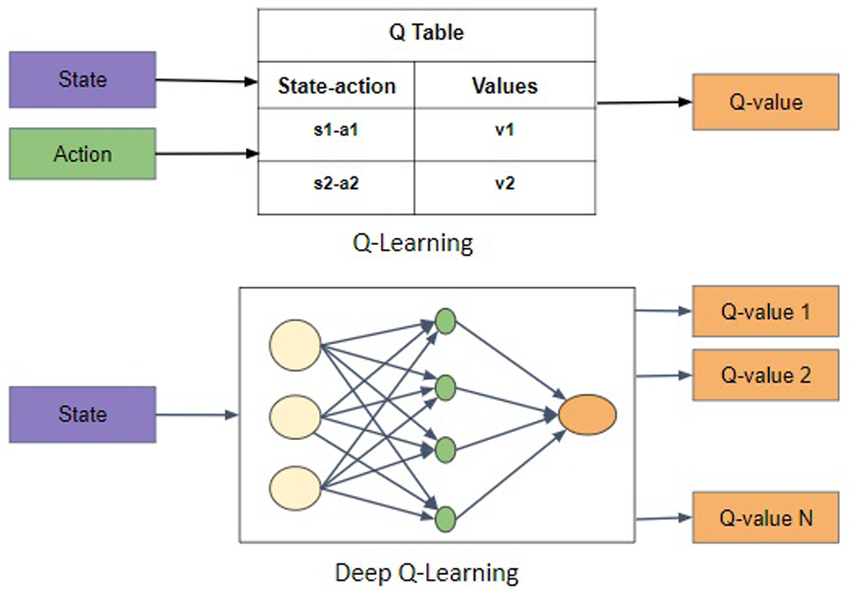 Q Table
State
State-action Values
Q-value
s1-a1 v1
Action
s2-a2 v2
Q-Learning
Q-value 1
Q-value 2
State
Q-value N
Deep Q-Learning